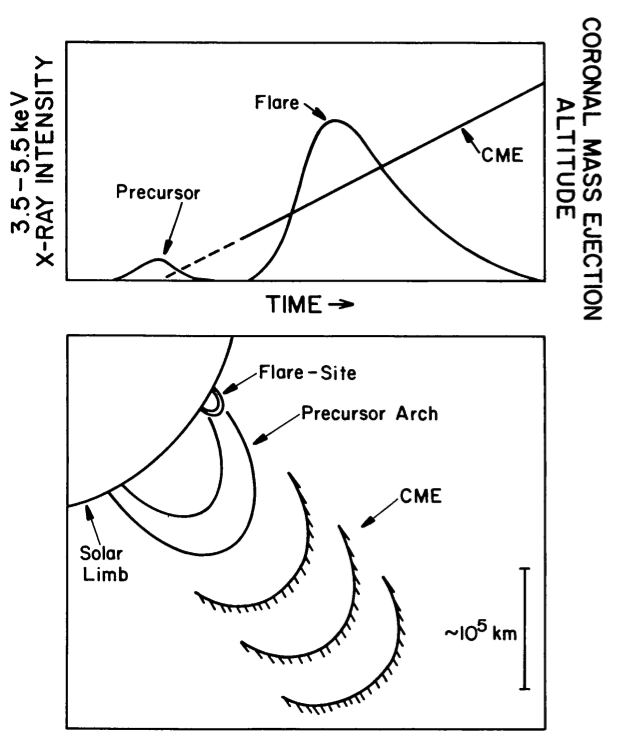 3.5–5.5 keV
X-RAY INTENSITY
Flare
CME
Precursor
CORONAL MASS EJECTION
ALTITUDE
TIME →
Flare-Site
Precursor Arch
CME
Solar
Limb
~10⁵ km